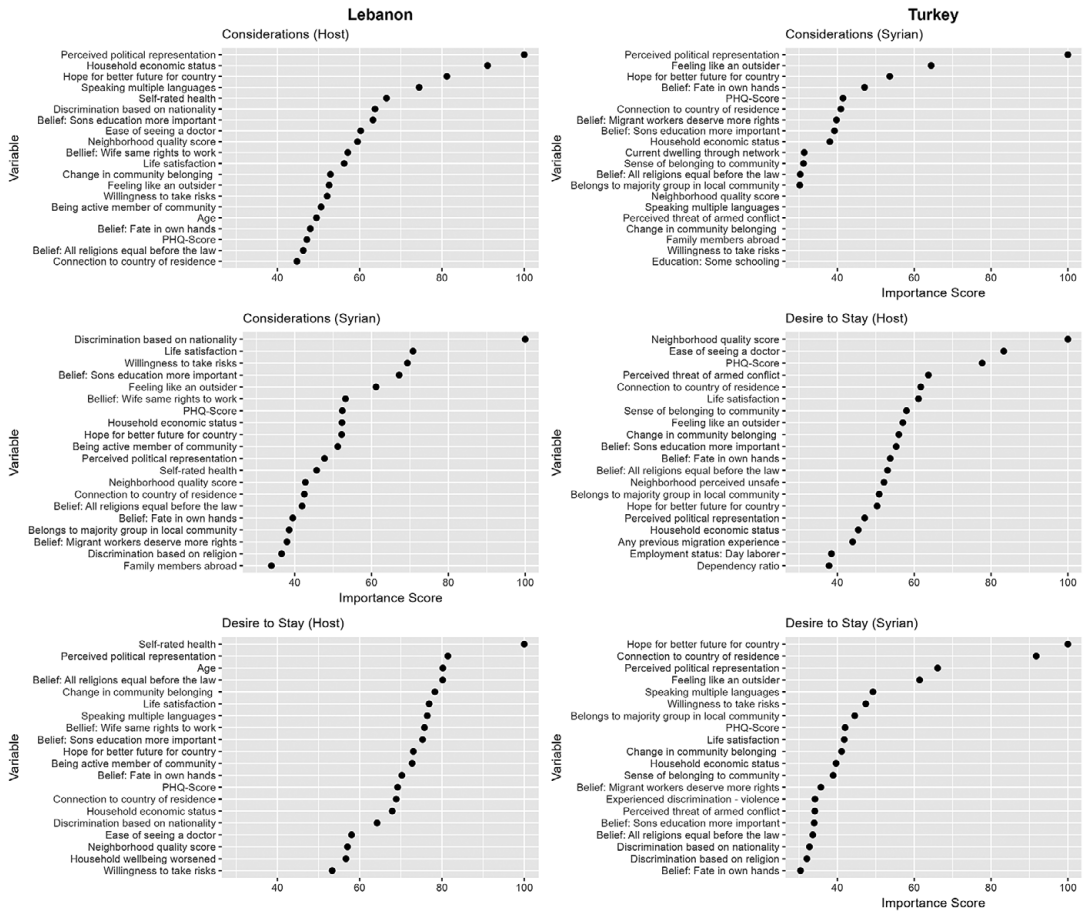 Lebanon
Considerations (Host)
Variable
Perceived political representation
Household economic status
Hope for better future for country
Speaking multiple languages
Self-rated health
Discrimination based on nationality
Belief: Sons education more important
Ease of seeing a doctor
Neighborhood quality score
Bellief: Wife same rights to work
Life satisfaction
Change in community belonging
Feeling like an outsider
Willingness to take risks
Being active member of community
Age
Belief: Fate in own hands
PHQ-Score
Belief: All religions equal before the law
Connection to country of residence
40 60 80 100
Considerations (Syrian)
Variable
Discrimination based on nationality
Life satisfaction
Willingness to take risks
Belief: Sons education more important
Feeling like an outsider
Bellief: Wife same rights to work
PHQ-Score
Household economic status
Hope for better future for country
Being active member of community
Perceived political representation
Self-rated health
Neighborhood quality score
Connection to country of residence
Belief: All religions equal before the law
Belief: Fate in own hands
Belongs to majority group in local community
Belief: Migrant workers deserve more rights
Discrimination based on religion
Family members abroad
40 60 80 100
Importance Score
Desire to Stay (Host)
Variable
Self-rated health
Perceived political representation
Age
Belief: All religions equal before the law
Change in community belonging
Life satisfaction
Speaking multiple languages
Bellief: Wife same rights to work
Belief: Sons education more important
Hope for better future for country
Being active member of community
Belief: Fate in own hands
PHQ-Score
Connection to country of residence
Household economic status
Discrimination based on nationality
Ease of seeing a doctor
Neighborhood quality score
Household wellbeing worsened
Willingness to take risks
40 60 80 100
Turkey
Considerations (Syrian)
Variable
Perceived political representation
Feeling like an outsider
Hope for better future for country
Belief: Fate in own hands
PHQ-Score
Connection to country of residence
Belief: Migrant workers deserve more rights
Belief: Sons education more important
Household economic status
Current dwelling through network
Sense of belonging to community
Belief: All religions equal before the law
Belongs to majority group in local community
Neighborhood quality score
Speaking multiple languages
Perceived threat of armed conflict
Change in community belonging
Family members abroad
Willingness to take risks
Education: Some schooling
40 60 80 100
Importance Score
Desire to Stay (Host)
Variable
Neighborhood quality score
Ease of seeing a doctor
PHQ-Score
Perceived threat of armed conflict
Connection to country of residence
Life satisfaction
Sense of belonging to community
Feeling like an outsider
Change in community belonging
Belief: Sons education more important
Belief: Fate in own hands
Belief: All religions equal before the law
Neighborhood perceived unsafe
Belongs to majority group in local community
Hope for better future for country
Perceived political representation
Household economic status
Any previous migration experience
Employment status: Day laborer
Dependency ratio
40 60 80 100
Desire to Stay (Syrian)
Variable
Hope for better future for country
Connection to country of residence
Perceived political representation
Feeling like an outsider
Speaking multiple languages
Willingness to take risks
Belongs to majority group in local community
PHQ-Score
Life satisfaction
Change in community belonging
Household economic status
Sense of belonging to community
Belief: Migrant workers deserve more rights
Experienced discrimination - violence
Perceived threat of armed conflict
Belief: Sons education more important
Belief: All religions equal before the law
Discrimination based on nationality
Discrimination based on religion
Belief: Fate in own hands
40 60 80 100
Importance Score